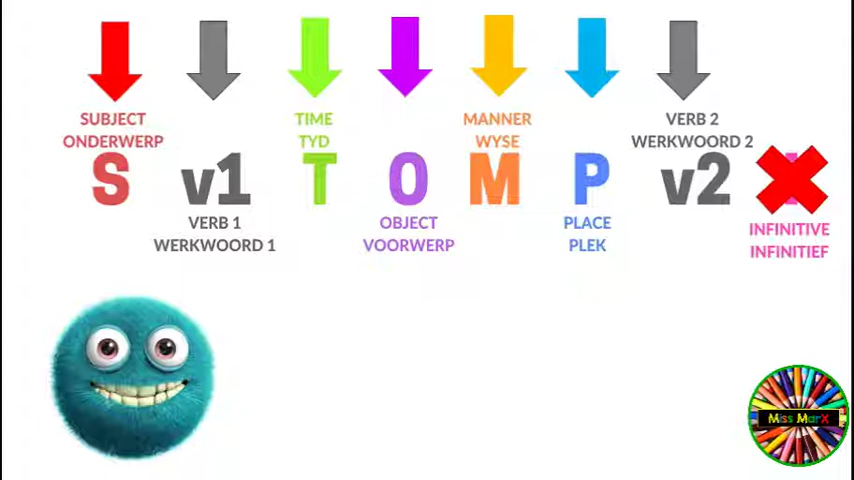 SUBJECT
ONDERWERP
S
v1
VERB 1
WERKWOORD 1
TIME
TYD
T
O
OBJECT
VOORWERP
MANNER
WYSE
M
P
PLACE
PLEK
VERB 2
WERKWOORD 2
v2
INFINITIVE
INFINITIEF
Miss MarX